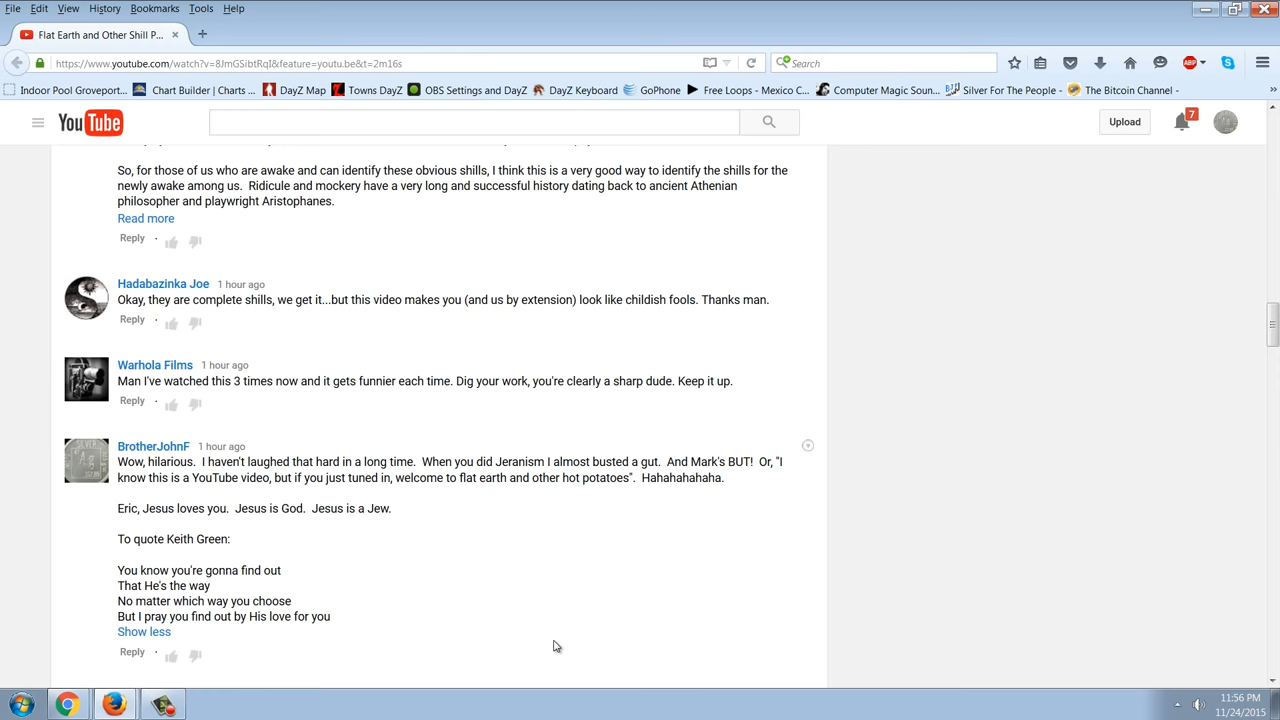 File Edit View History Bookmarks Tools Help
Flat Earth and Other Shill P...
https://www.youtube.com/watch?v=8JmGSibtRqI&feature=youtu.be&t=2m16s
Search
ABP
Indoor Pool Groveport... Chart Builder | Charts ... DayZ Map Towns DayZ OBS Settings and DayZ DayZ Keyboard GoPhone Free Loops - Mexico C... Computer Magic Soun... Silver For The People - The Bitcoin Channel -
YouTube
Upload
7
So, for those of us who are awake and can identify these obvious shills, I think this is a very good way to identify the shills for the
newly awake among us. Ridicule and mockery have a very long and successful history dating back to ancient Athenian
philosopher and playwright Aristophanes.
Read more
Reply ·
Hadabazinka Joe 1 hour ago
Okay, they are complete shills, we get it...but this video makes you (and us by extension) look like childish fools. Thanks man.
Reply ·
Warhola Films 1 hour ago
Man I've watched this 3 times now and it gets funnier each time. Dig your work, you're clearly a sharp dude. Keep it up.
Reply ·
BrotherJohnF 1 hour ago
Wow, hilarious. I haven't laughed that hard in a long time. When you did Jeranism I almost busted a gut. And Mark's BUT! Or, "I
know this is a YouTube video, but if you just tuned in, welcome to flat earth and other hot potatoes". Hahahahahaha.
Eric, Jesus loves you. Jesus is God. Jesus is a Jew.
To quote Keith Green:
You know you're gonna find out
That He's the way
No matter which way you choose
But I pray you find out by His love for you
Show less
Reply ·
11:56 PM
11/24/2015